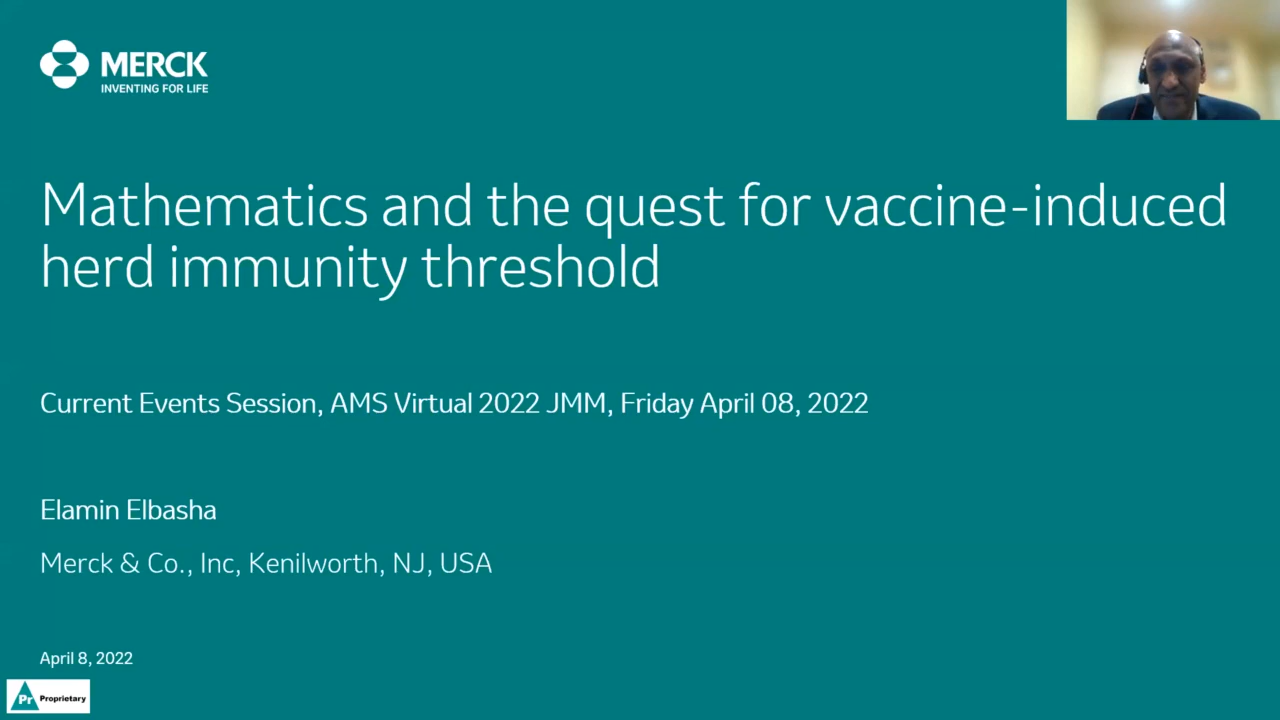 MERCK
INVENTING FOR LIFE
Mathematics and the quest for vaccine-induced
herd immunity threshold
Current Events Session, AMS Virtual 2022 JMM, Friday April 08, 2022
Elamin Elbasha
Merck & Co., Inc, Kenilworth, NJ, USA
April 8, 2022
Pr Proprietary